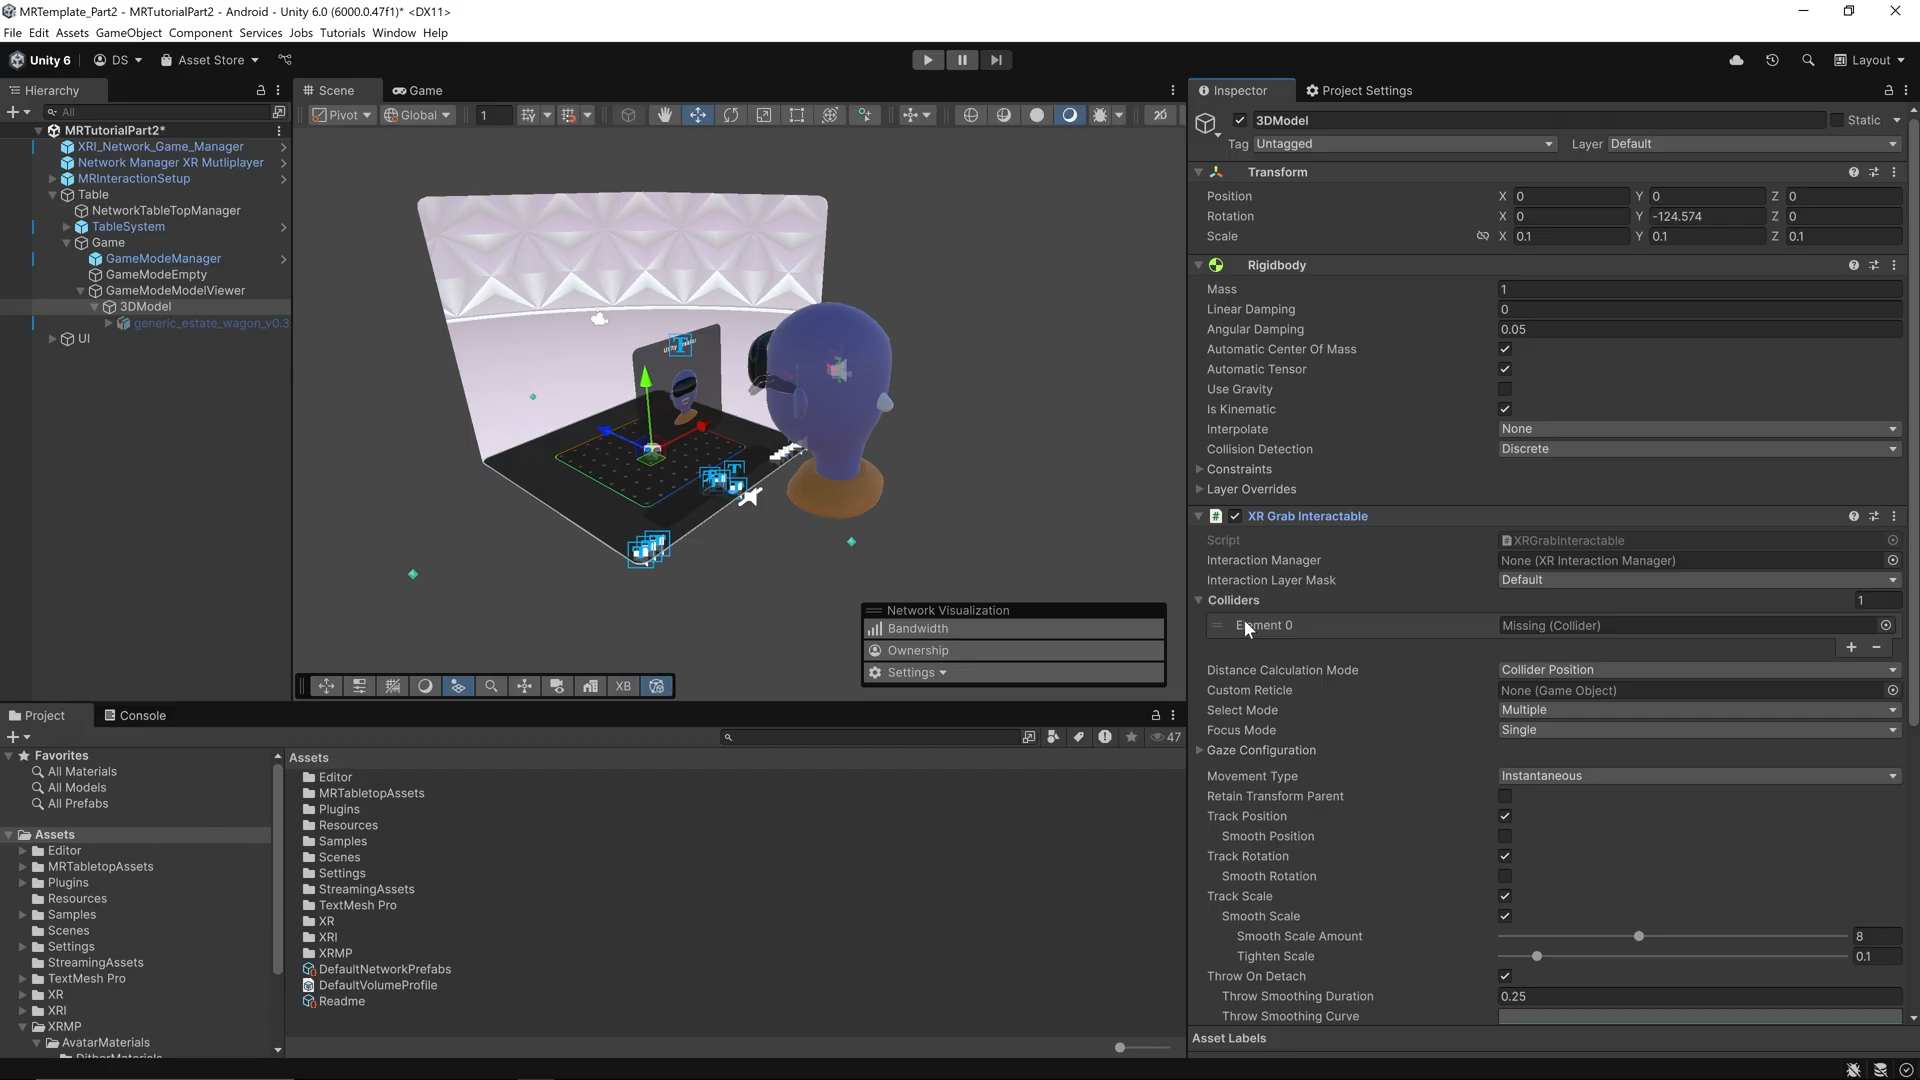 MRTemplate_Part2 - MRTutorialPart2 - Android - Unity 6.0 (6000.0.47f1)* <DX11>
File Edit Assets GameObject Component Services Jobs Tutorials Window Help
Unity 6 DS Asset Store Layout
Hierarchy
All
MRTutorialPart2*
XRI_Network_Game_Manager
Network Manager XR Mutliplayer
MRInteractionSetup
Table
NetworkTableTopManager
TableSystem
Game
GameModeManager
GameModeEmpty
GameModeModelViewer
3DModel
generic_estate_wagon_v0.3
UI
Scene Game
Pivot Global 1
Network Visualization
Bandwidth
Ownership
Settings
XB
Inspector Project Settings
3DModel Static
Tag Untagged Layer Default
Transform
Position X 0 Y 0 Z 0
Rotation X 0 Y -124.574 Z 0
Scale X 0.1 Y 0.1 Z 0.1
Rigidbody
Mass 1
Linear Damping 0
Angular Damping 0.05
Automatic Center Of Mass
Automatic Tensor
Use Gravity
Is Kinematic
Interpolate None
Collision Detection Discrete
Constraints
Layer Overrides
XR Grab Interactable
Script XRGrabInteractable
Interaction Manager None (XR Interaction Manager)
Interaction Layer Mask Default
Colliders 1
Element 0 Missing (Collider)
Distance Calculation Mode Collider Position
Custom Reticle None (Game Object)
Select Mode Multiple
Focus Mode Single
Gaze Configuration
Movement Type Instantaneous
Retain Transform Parent
Track Position
Smooth Position
Track Rotation
Smooth Rotation
Track Scale
Smooth Scale
Smooth Scale Amount 8
Tighten Scale 0.1
Throw On Detach
Throw Smoothing Duration 0.25
Throw Smoothing Curve
Asset Labels
Project Console
47
Favorites
All Materials
All Models
All Prefabs
Assets
Editor
MRTabletopAssets
Plugins
Resources
Samples
Scenes
Settings
StreamingAssets
TextMesh Pro
XR
XRI
XRMP
AvatarMaterials
DitherMaterials
Assets
Editor
MRTabletopAssets
Plugins
Resources
Samples
Scenes
Settings
StreamingAssets
TextMesh Pro
XR
XRI
XRMP
DefaultNetworkPrefabs
DefaultVolumeProfile
Readme